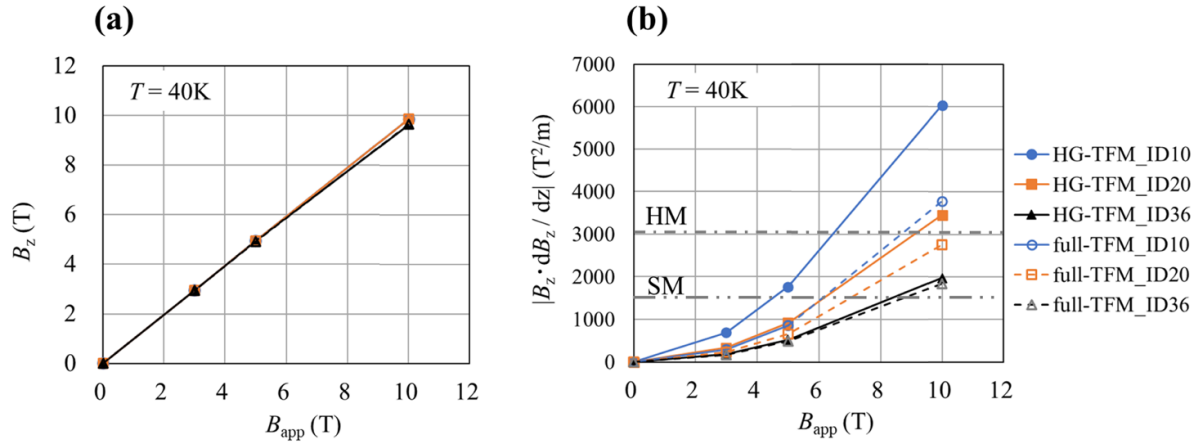 (a)
T = 40K
12
10
8
6
4
2
0
0 2 4 6 8 10 12
Bz (T)
Bapp (T)
(b)
T = 40K
7000
6000
5000
4000
3000
2000
1000
0
HM
SM
0 2 4 6 8 10 12
|Bz·dBz / dz| (T²/m)
Bapp (T)
HG-TFM_ID10
HG-TFM_ID20
HG-TFM_ID36
full-TFM_ID10
full-TFM_ID20
full-TFM_ID36